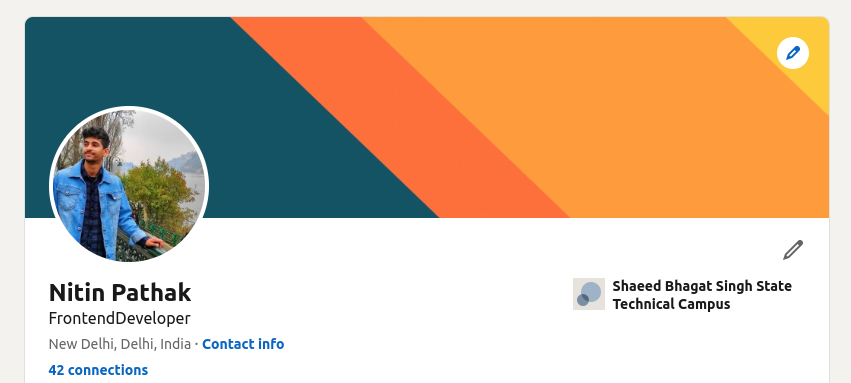 Nitin Pathak
FrontendDeveloper
New Delhi, Delhi, India · Contact info
42 connections
Shaeed Bhagat Singh State
Technical Campus